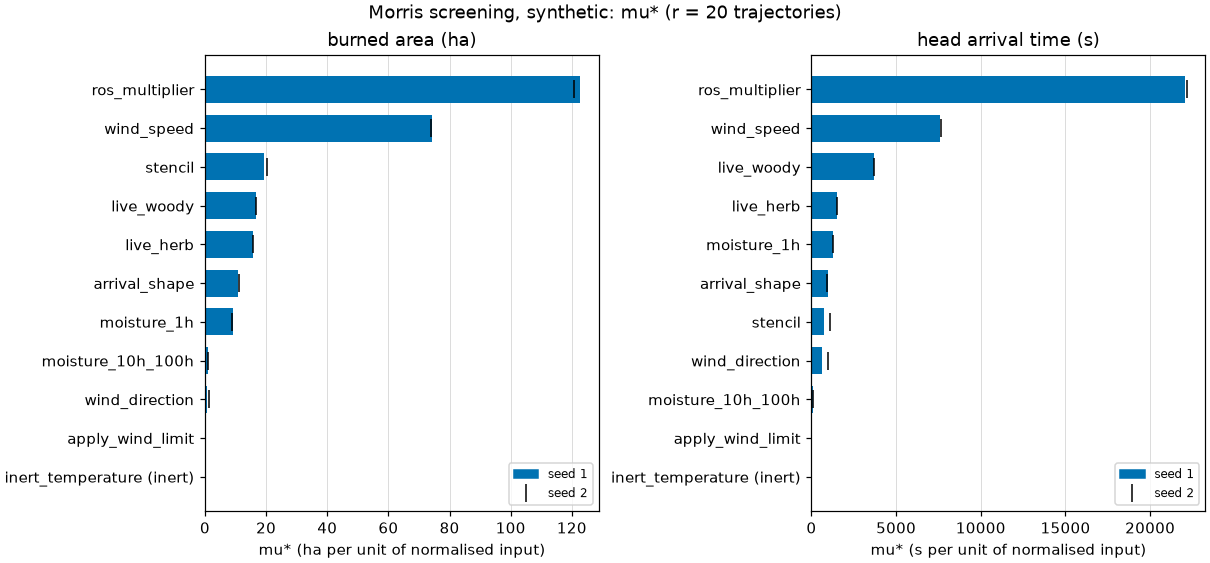 Morris screening, synthetic: mu* (r = 20 trajectories)
burned area (ha)
ros_multiplier
wind_speed
stencil
live_woody
live_herb
arrival_shape
moisture_1h
moisture_10h_100h
wind_direction
apply_wind_limit
inert_temperature (inert)
seed 1
seed 2
0 20 40 60 80 100 120
mu* (ha per unit of normalised input)
head arrival time (s)
ros_multiplier
wind_speed
live_woody
live_herb
moisture_1h
arrival_shape
stencil
wind_direction
moisture_10h_100h
apply_wind_limit
inert_temperature (inert)
seed 1
seed 2
0 5000 10000 15000 20000
mu* (s per unit of normalised input)